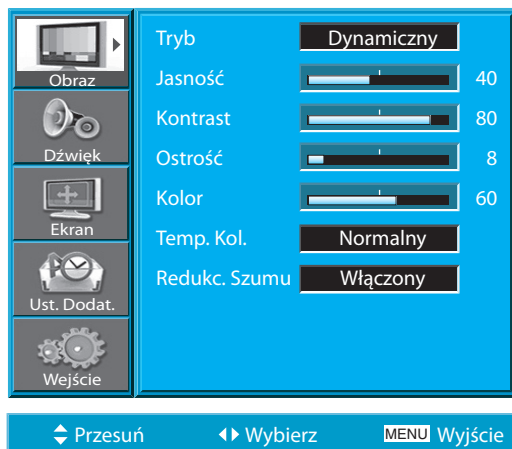 Obraz
Dźwięk
Ekran
Ust. Dodat.
Wejście
Tryb Dynamiczny
Jasność 40
Kontrast 80
Ostrość 8
Kolor 60
Temp. Kol. Normalny
Redukc. Szumu Włączony
Przesuń Wybierz MENU Wyjście